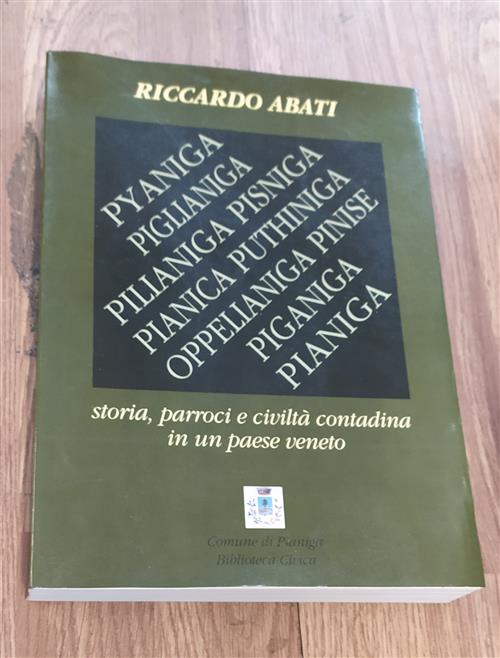 RICCARDO ABATI
PYANIGA
PIGLIANIGA
PILIANIGA PISNIGA
PIANICA PUTHINIGA
OPPELIANIGA PINISE
PIGANIGA
PIANIGA
storia, parroci e civiltà contadina
in un paese veneto
Comune di Pianiga
Biblioteca Civica